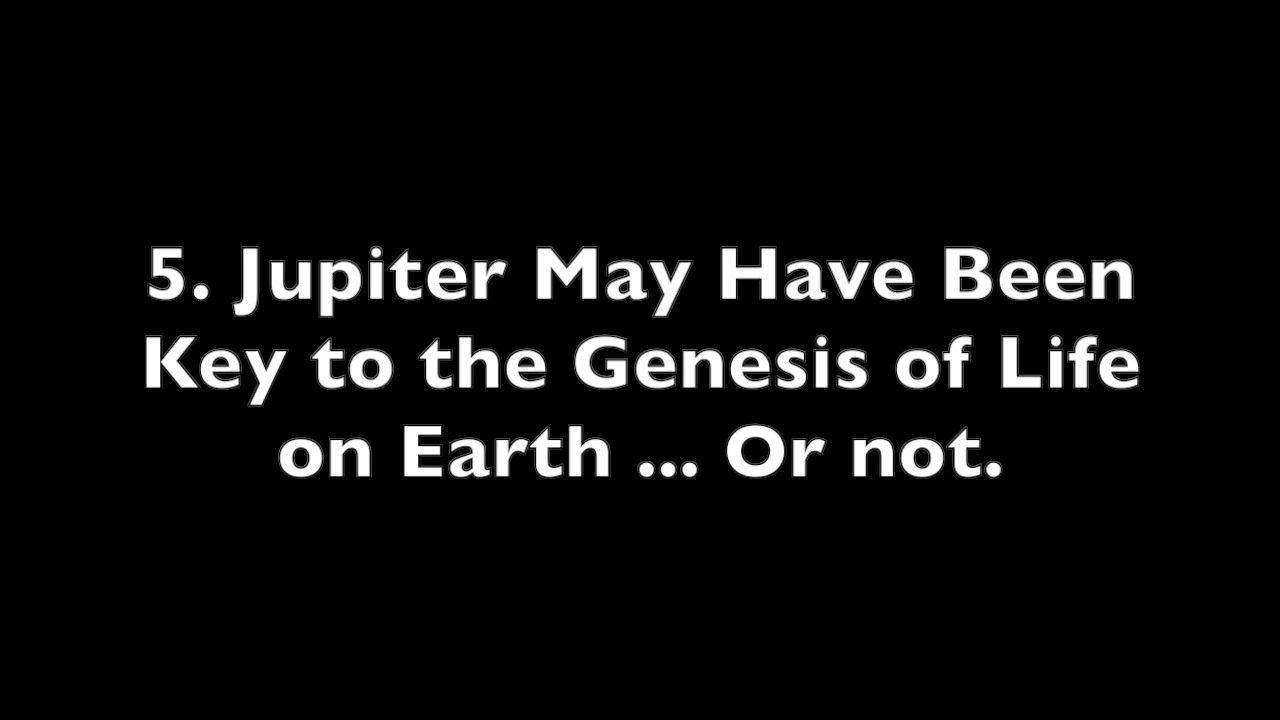 5. Jupiter May Have Been
Key to the Genesis of Life
on Earth ... Or not.